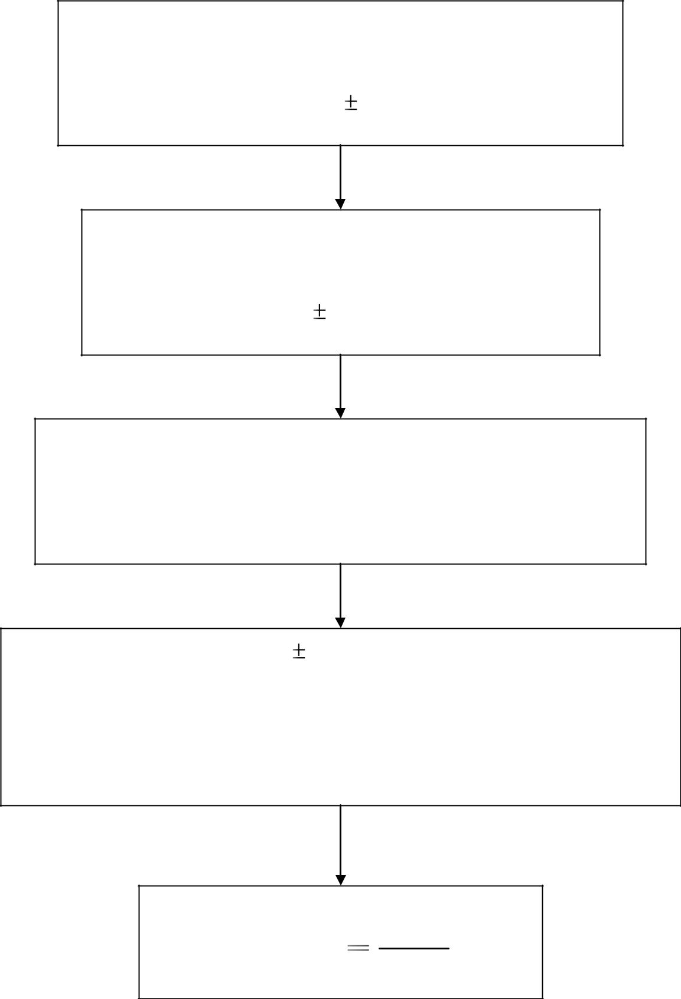 ±
±
±
=